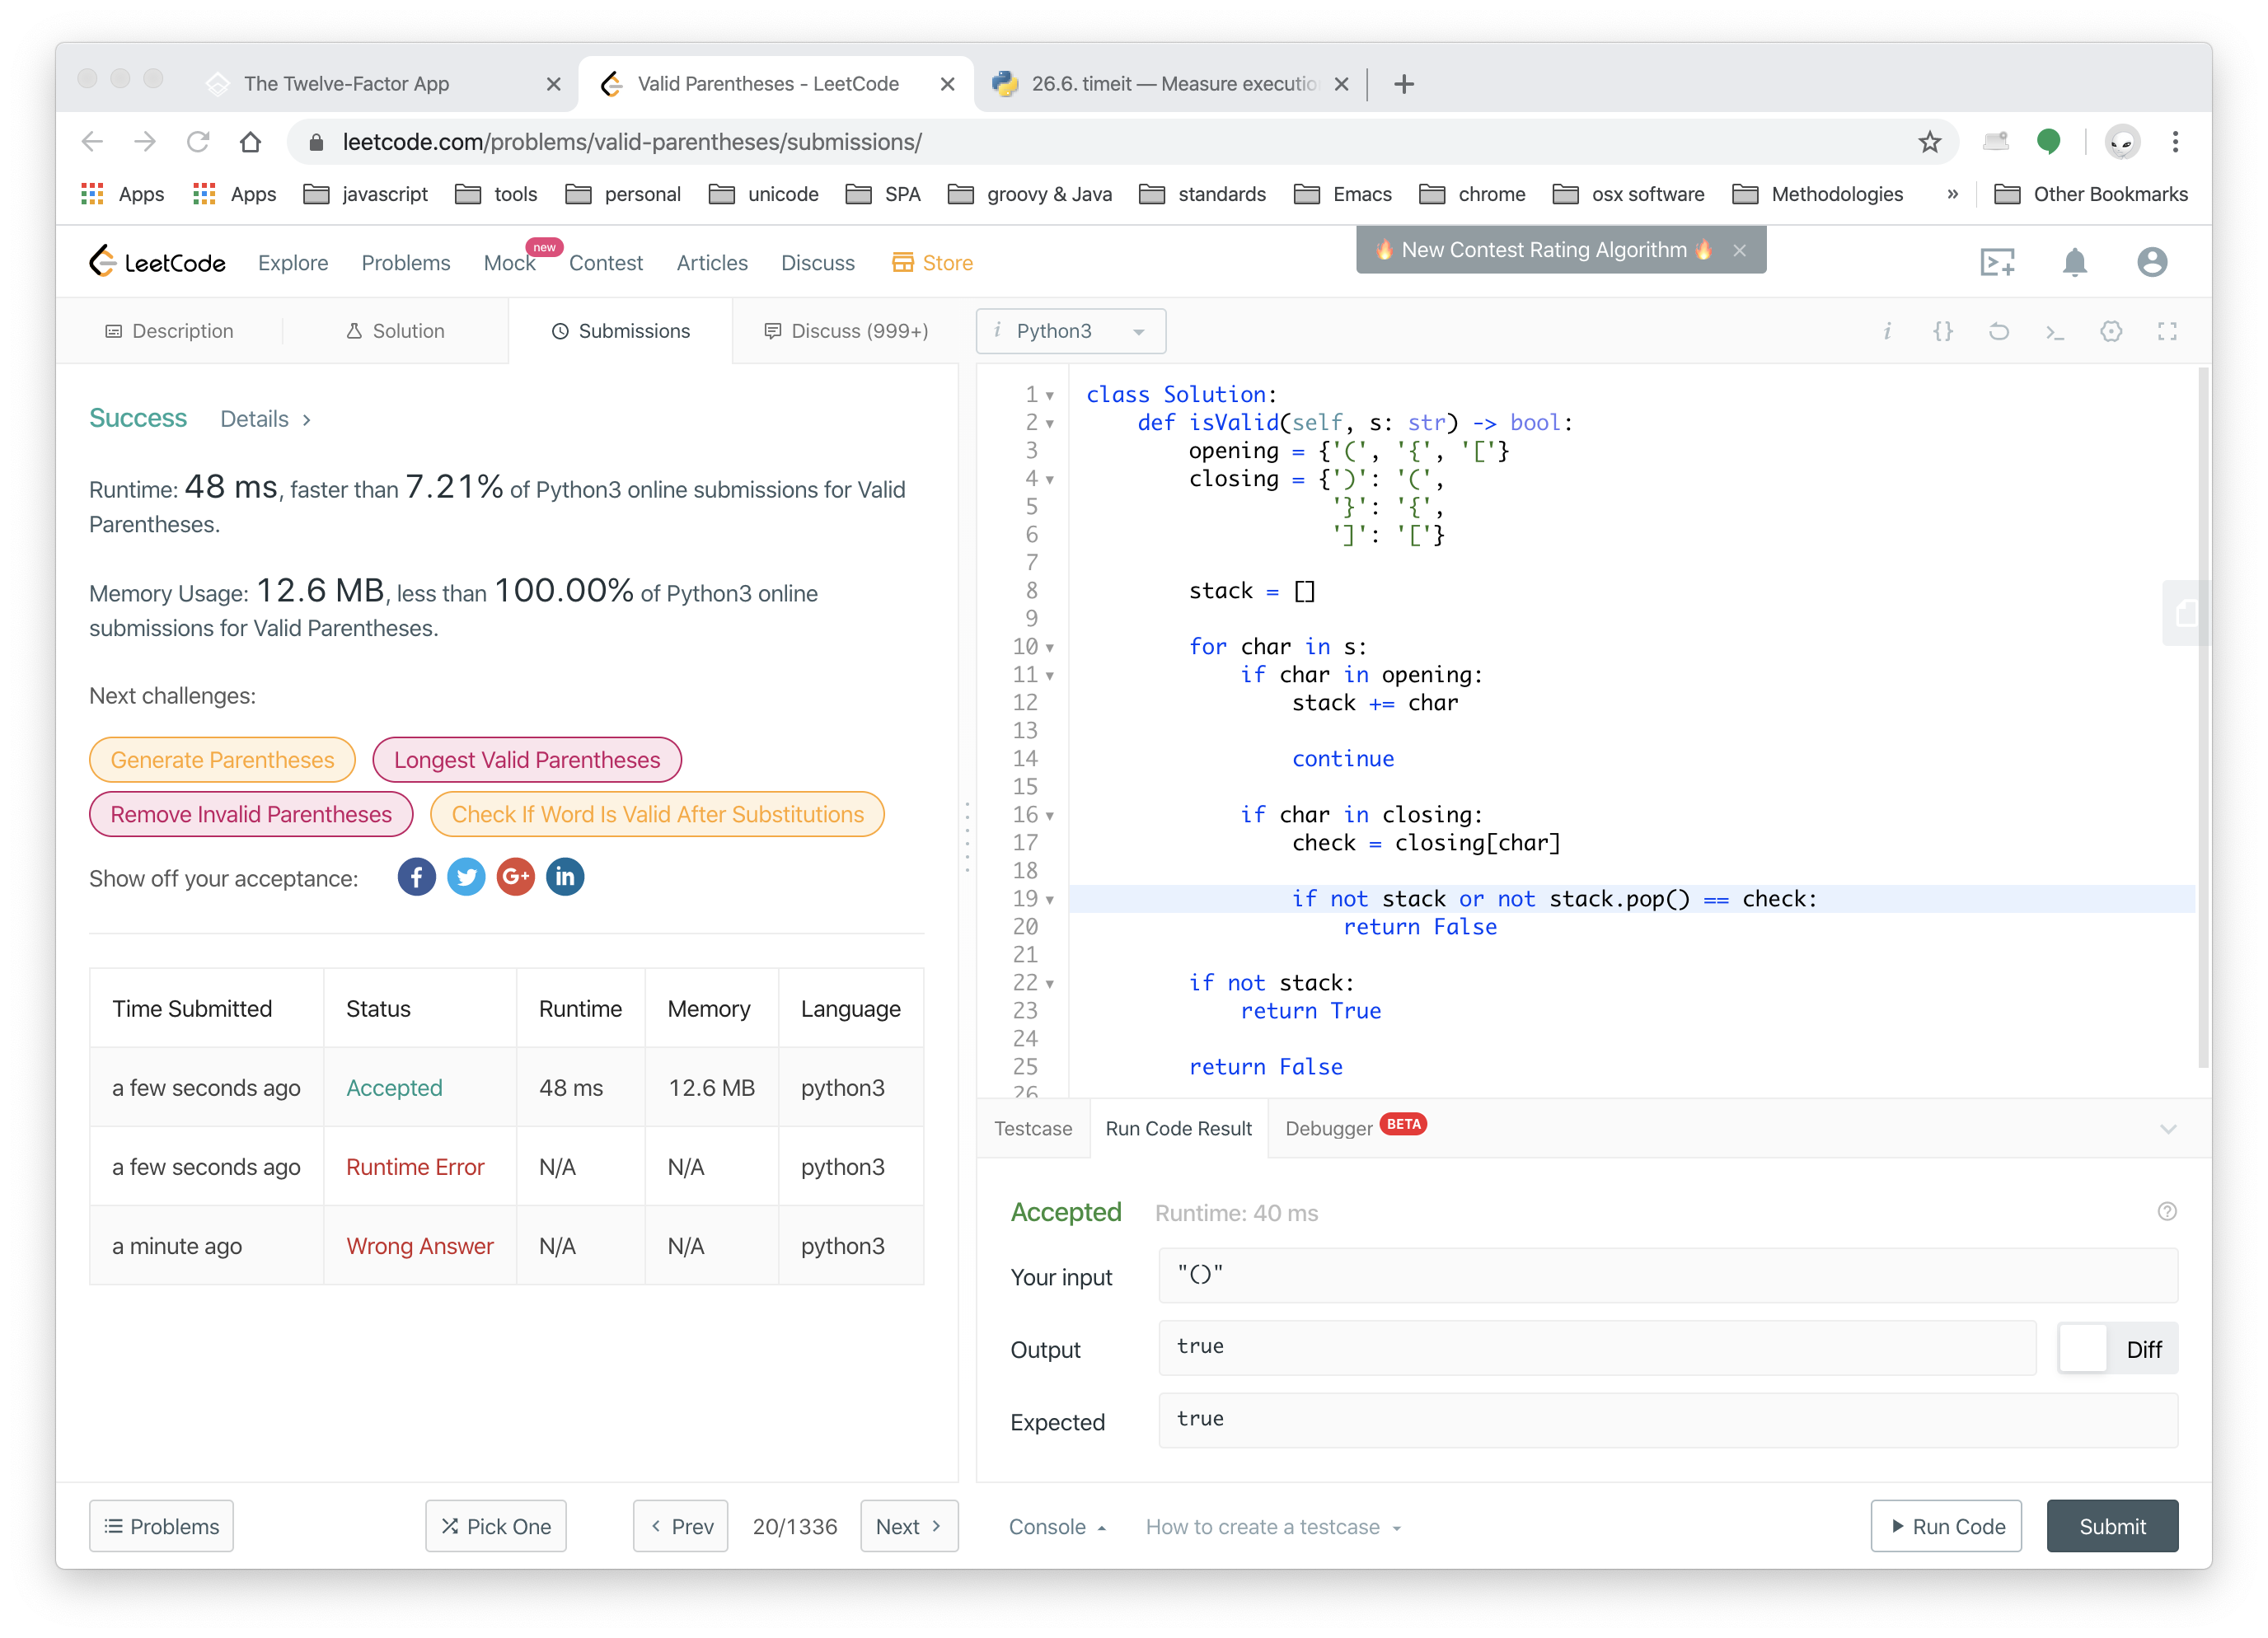 The Twelve-Factor App
Valid Parentheses - LeetCode
26.6. timeit — Measure executio
leetcode.com/problems/valid-parentheses/submissions/
Apps Apps javascript tools personal unicode SPA groovy & Java standards Emacs chrome osx software Methodologies » Other Bookmarks
LeetCode Explore Problems Mock new Contest Articles Discuss Store
🔥 New Contest Rating Algorithm 🔥
Description Solution Submissions Discuss (999+)
i Python3
Success Details >
Runtime: 48 ms, faster than 7.21% of Python3 online submissions for Valid
Parentheses.
Memory Usage: 12.6 MB, less than 100.00% of Python3 online
submissions for Valid Parentheses.
Next challenges:
Generate Parentheses Longest Valid Parentheses
Remove Invalid Parentheses Check If Word Is Valid After Substitutions
Show off your acceptance: f G+ in
Time Submitted Status Runtime Memory Language
a few seconds ago Accepted 48 ms 12.6 MB python3
a few seconds ago Runtime Error N/A N/A python3
a minute ago Wrong Answer N/A N/A python3
1 class Solution:
2     def isValid(self, s: str) -> bool:
3         opening = {'(', '{', '['}
4         closing = {')': '(',
5                    '}': '{',
6                    ']': '['}
7
8         stack = []
9
10         for char in s:
11             if char in opening:
12                 stack += char
13
14                 continue
15
16             if char in closing:
17                 check = closing[char]
18
19                 if not stack or not stack.pop() == check:
20                     return False
21
22         if not stack:
23             return True
24
25         return False
26
Testcase Run Code Result Debugger BETA
Accepted Runtime: 40 ms
Your input "()"
Output true Diff
Expected true
Problems Pick One < Prev 20/1336 Next > Console How to create a testcase Run Code Submit